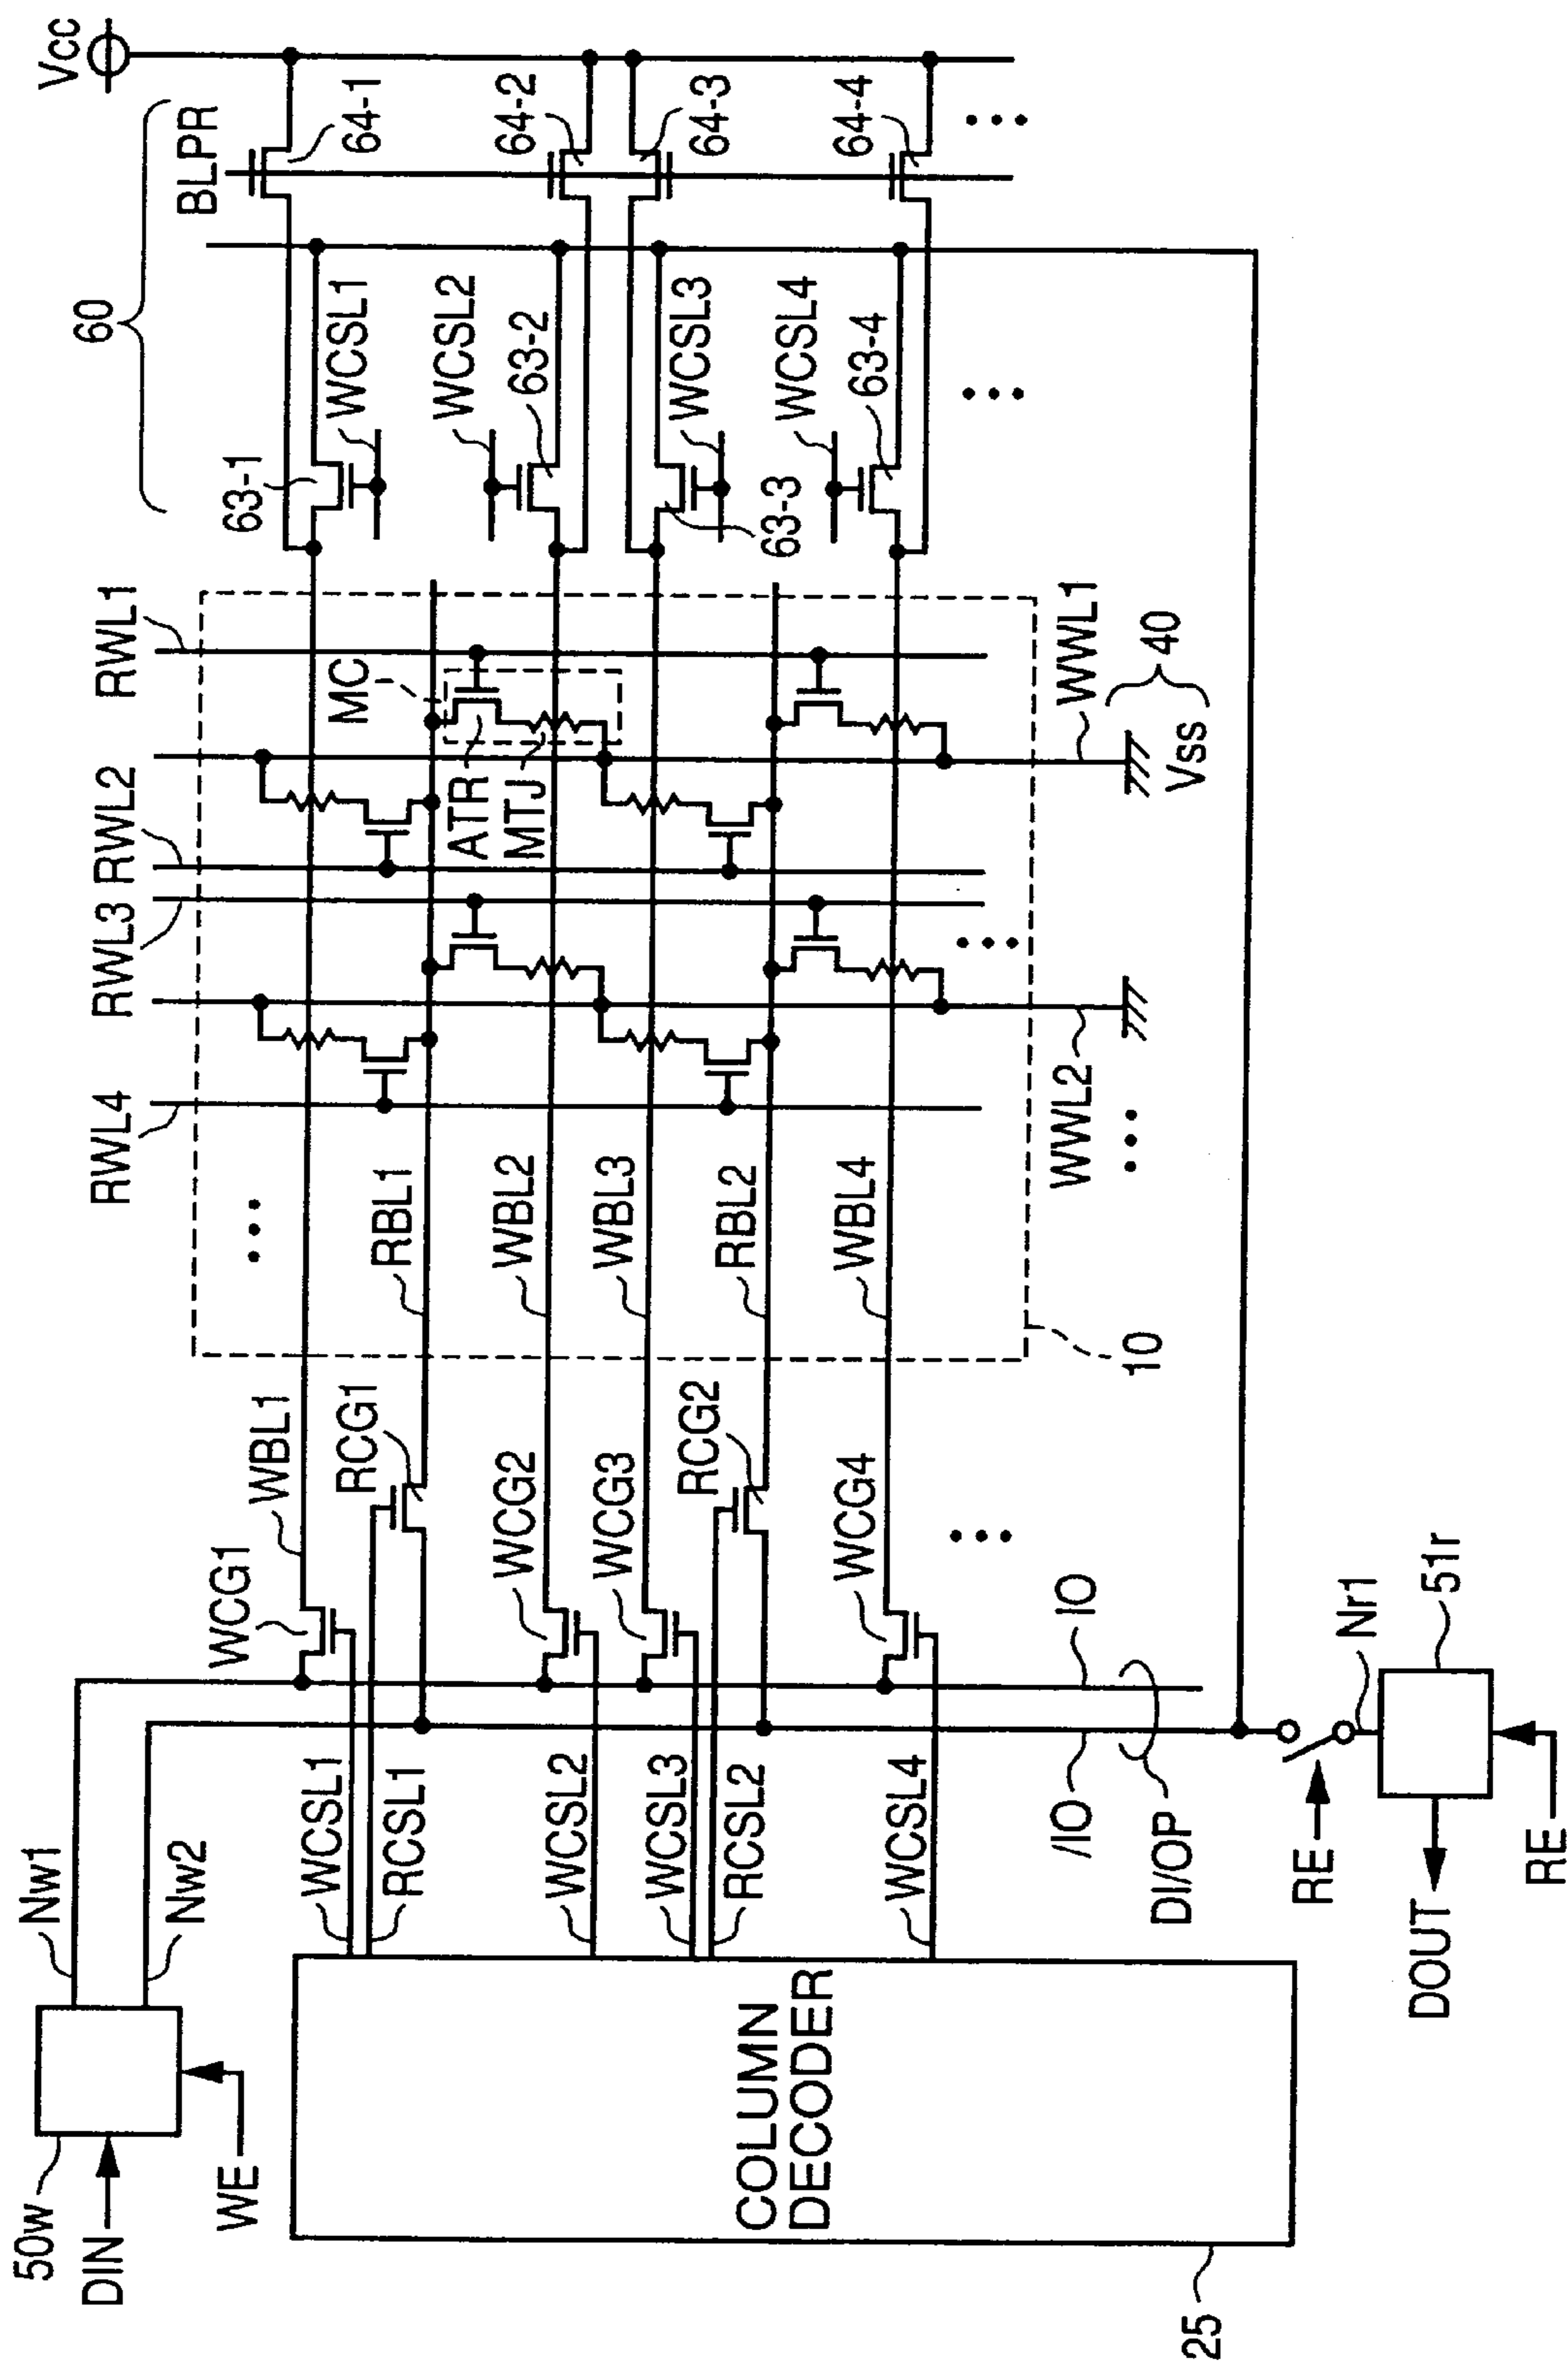 Vcc
60
BLPR
64-1
64-2
64-3
64-4
63-1
WCSL1
WCSL2
63-2
WCSL3
63-3
WCSL4
63-4
RWL1
RWL2
RWL3
RWL4
MC
ATR
MTJ
WWL1
40
Vss
WWL2
RBL1
WBL2
WBL3
RBL2
WBL4
10
WBL1
WCG1
RCG1
WCG2
WCG3
RCG2
WCG4
IO
/IO
DI/OP
Nr1
51r
RE
RE
DOUT
Nw1
Nw2
WCSL1
RCSL1
WCSL2
WCSL3
RCSL2
WCSL4
50w
DIN
WE
COLUMN
DECODER
25